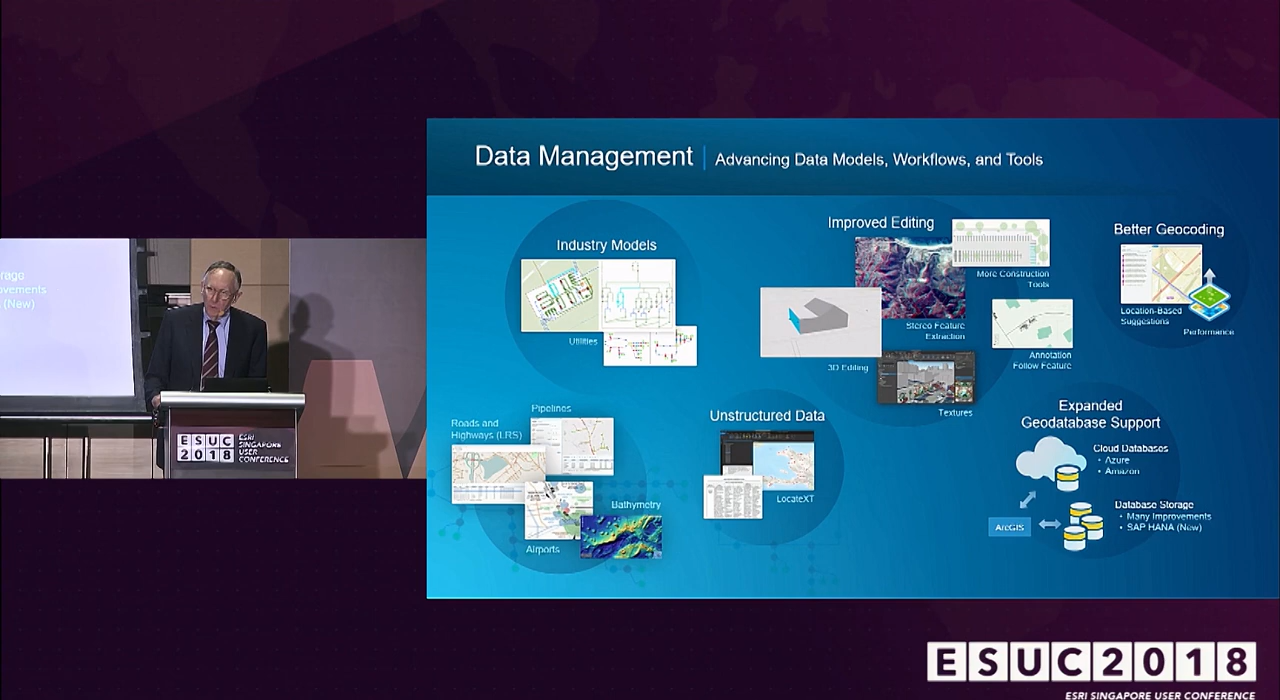 Data Management | Advancing Data Models, Workflows, and Tools
Industry Models
Utilities
Improved Editing
More Construction
Tools
Stereo Feature
Extraction
3D Editing
Annotation
Follow Feature
Textures
Better Geocoding
Location-Based
Suggestions
Performance
Pipelines
Roads and
Highways (LRS)
Bathymetry
Airports
Unstructured Data
LocateXT
Expanded
Geodatabase Support
Cloud Databases
• Azure
• Amazon
ArcGIS
Database Storage
• Many Improvements
• SAP HANA (New)
rage
ovements
(New)
ESUC
2018
ESRI
SINGAPORE
USER
CONFERENCE
ESUC2018
ESRI SINGAPORE USER CONFERENCE